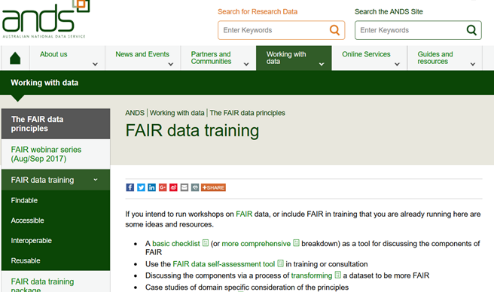 ands
AUSTRALIAN NATIONAL DATA SERVICE
Search for Research Data
Enter Keywords
Search the ANDS Site
Enter Keywords
About us
News and Events
Partners and
Communities
Working with
data
Online Services
Guides and
resources
Working with data
The FAIR data
principles
FAIR webinar series
(Aug/Sep 2017)
FAIR data training
Findable
Accessible
Interoperable
Reusable
FAIR data training
package
ANDS | Working with data | The FAIR data principles
FAIR data training
+SHARE
If you intend to run workshops on FAIR data, or include FAIR in training that you are already running here are
some ideas and resources.
• A basic checklist (or more comprehensive breakdown) as a tool for discussing the components of
FAIR
• Use the FAIR data self-assessment tool in training or consultation
• Discussing the components via a process of transforming a dataset to be more FAIR
• Case studies of domain specific consideration of the principles